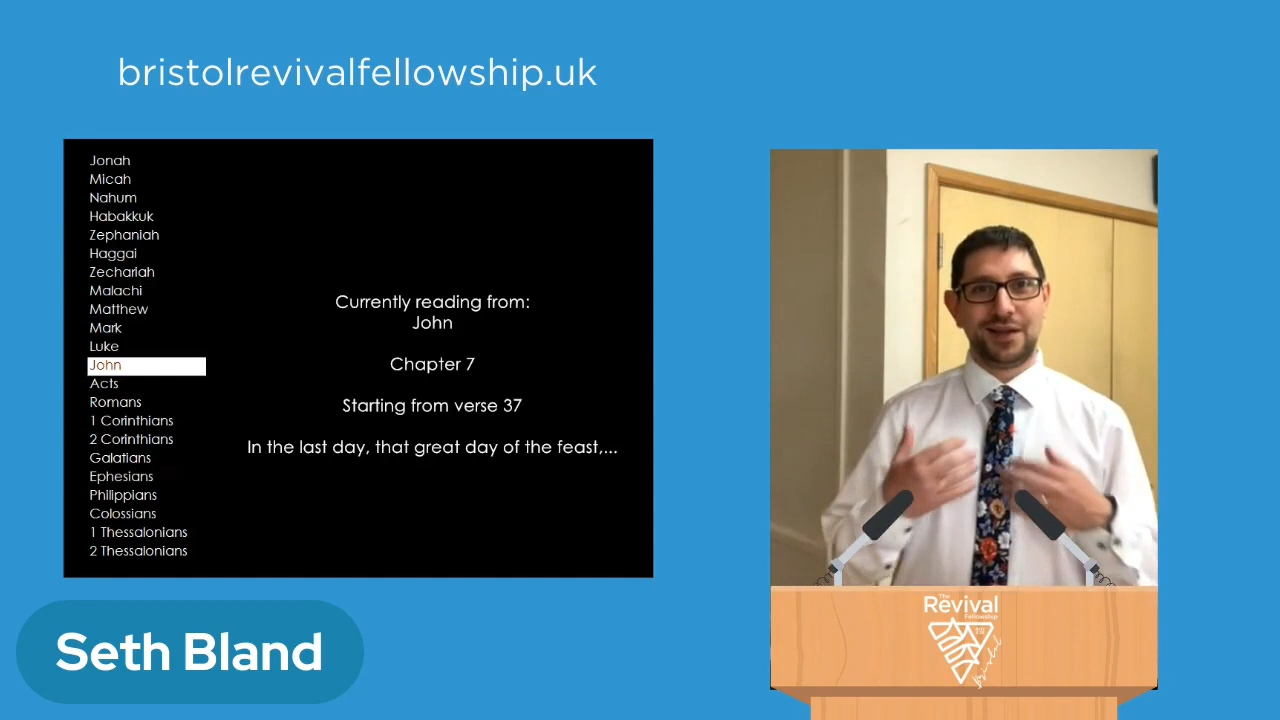 bristolrevivalfellowship.uk
Jonah
Micah
Nahum
Habakkuk
Zephaniah
Haggai
Zechariah
Malachi
Matthew
Mark
Luke
John
Acts
Romans
1 Corinthians
2 Corinthians
Galatians
Ephesians
Philippians
Colossians
1 Thessalonians
2 Thessalonians
Currently reading from:
John
Chapter 7
Starting from verse 37
In the last day, that great day of the feast,...
Seth Bland
The
Revival
Fellowship
Bristol